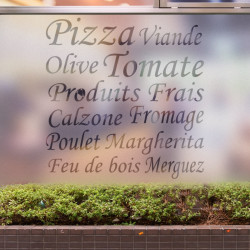 Pizza Viande
Olive Tomate
Produits Frais
Calzone Fromage
Poulet Margherita
Feu de bois Merguez